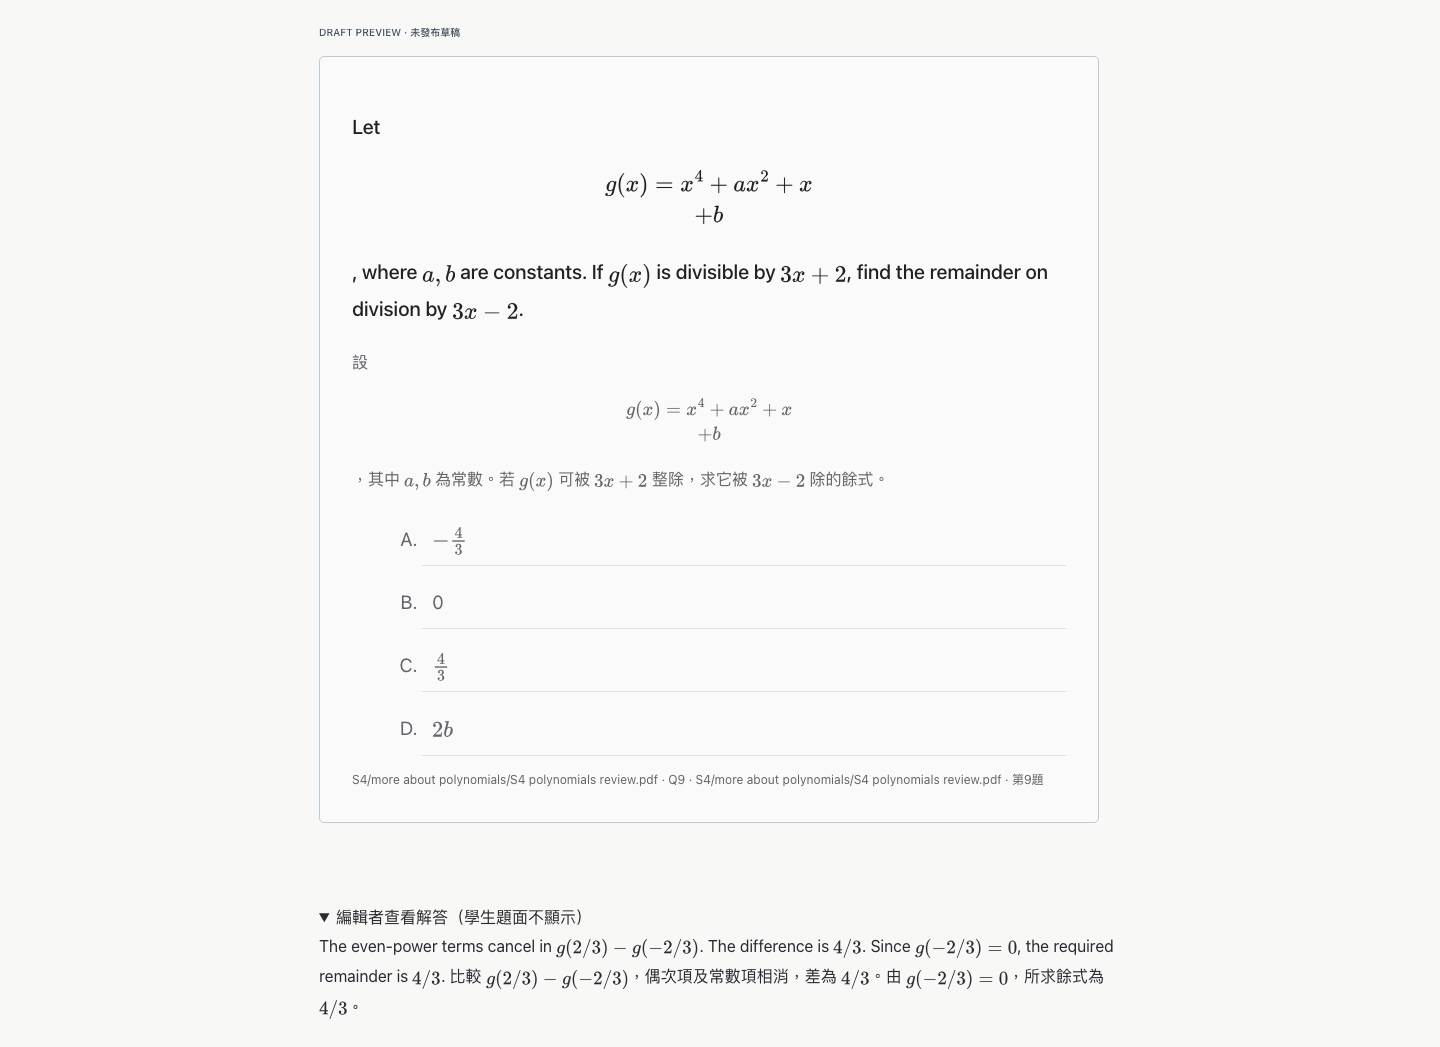 DRAFT PREVIEW · 未發布草稿
Let
g(x) = x⁴ + ax² + x
+b
, where a, b are constants. If g(x) is divisible by 3x + 2, find the remainder on
division by 3x − 2.
設
g(x) = x⁴ + ax² + x
+b
，其中 a, b 為常數。若 g(x) 可被 3x + 2 整除，求它被 3x − 2 除的餘式。
A. −4/3
B. 0
C. 4/3
D. 2b
S4/more about polynomials/S4 polynomials review.pdf · Q9 · S4/more about polynomials/S4 polynomials review.pdf · 第9題
▼ 編輯者查看解答（學生題面不顯示）
The even-power terms cancel in g(2/3) − g(−2/3). The difference is 4/3. Since g(−2/3) = 0, the required
remainder is 4/3. 比較 g(2/3) − g(−2/3)，偶次項及常數項相消，差為 4/3。由 g(−2/3) = 0，所求餘式為
4/3。